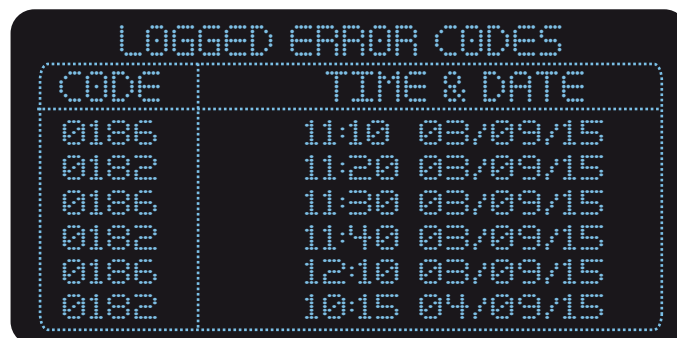 LOGGED ERROR CODES
CODE TIME & DATE
0186 11:10 03/09/15
0182 11:20 03/09/15
0186 11:30 03/09/15
0182 11:40 03/09/15
0186 12:10 03/09/15
0182 10:15 04/09/15